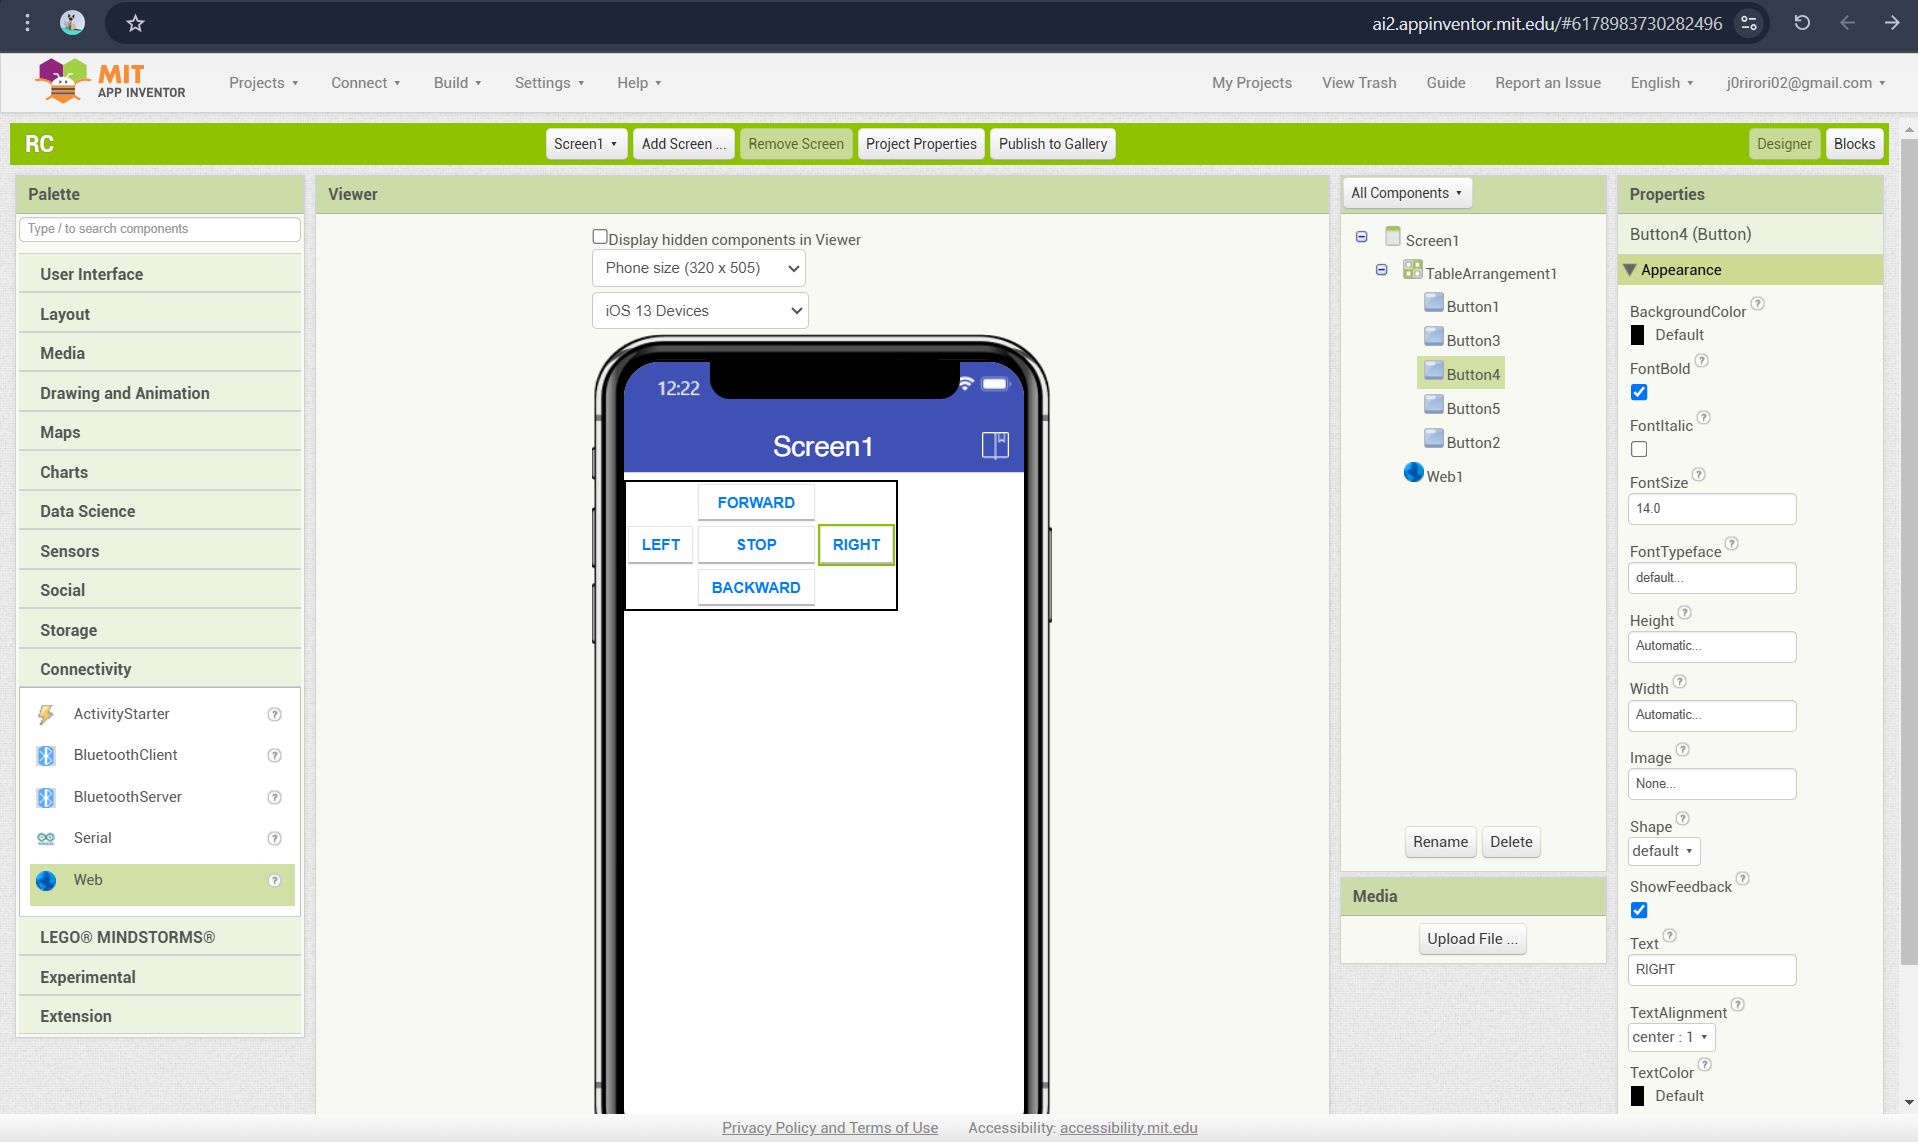 ai2.appinventor.mit.edu/#6178983730282496
MIT
APP INVENTOR
Projects
Connect
Build
Settings
Help
My Projects
View Trash
Guide
Report an Issue
English
j0rirori02@gmail.com
RC
Screen1
Add Screen ...
Remove Screen
Project Properties
Publish to Gallery
Designer
Blocks
Palette
Type / to search components
User Interface
Layout
Media
Drawing and Animation
Maps
Charts
Data Science
Sensors
Social
Storage
Connectivity
ActivityStarter
BluetoothClient
BluetoothServer
Serial
Web
LEGO® MINDSTORMS®
Experimental
Extension
Viewer
Display hidden components in Viewer
Phone size (320 x 505)
iOS 13 Devices
12:22
Screen1
FORWARD
LEFT STOP RIGHT
BACKWARD
All Components
Screen1
TableArrangement1
Button1
Button3
Button4
Button5
Button2
Web1
Rename
Delete
Media
Upload File ...
Properties
Button4 (Button)
Appearance
BackgroundColor ?
Default
FontBold ?
FontItalic ?
FontSize ?
14.0
FontTypeface ?
default...
Height ?
Automatic...
Width ?
Automatic...
Image ?
None...
Shape ?
default
ShowFeedback ?
Text ?
RIGHT
TextAlignment ?
center : 1
TextColor ?
Default
Privacy Policy and Terms of Use
Accessibility: accessibility.mit.edu